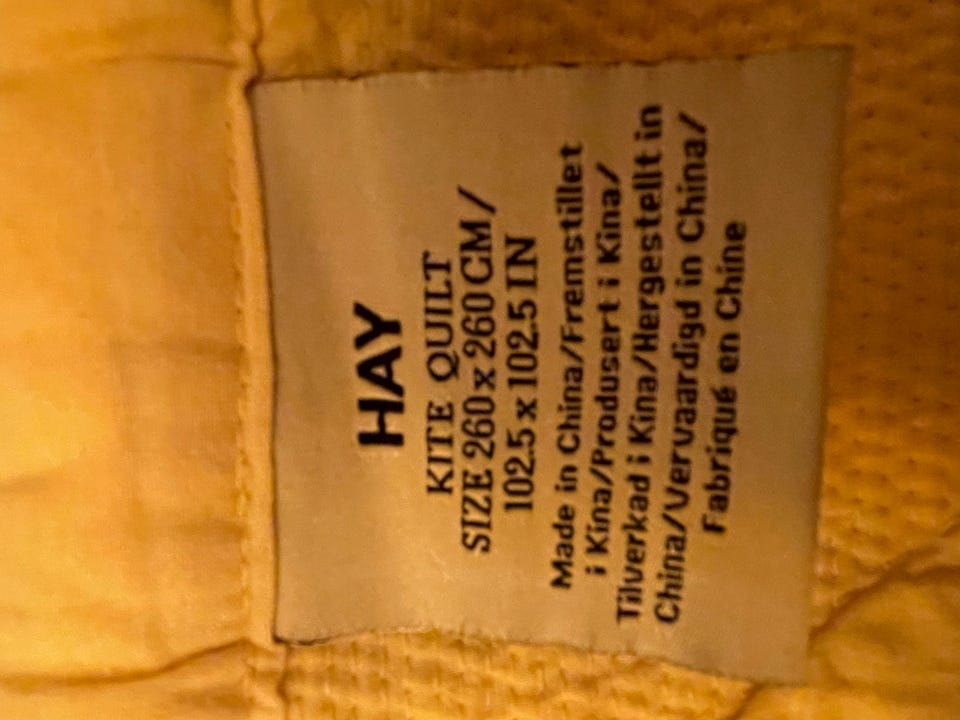 HAY
KITE QUILT
SIZE 260 x 260 CM /
102.5 x 102.5 IN
Made in China/Fremstillet
i Kina/Produsert i Kina/
Tilverkad i Kina/Hergestellt in
China/Vervaardigd in China/
Fabriqué en Chine